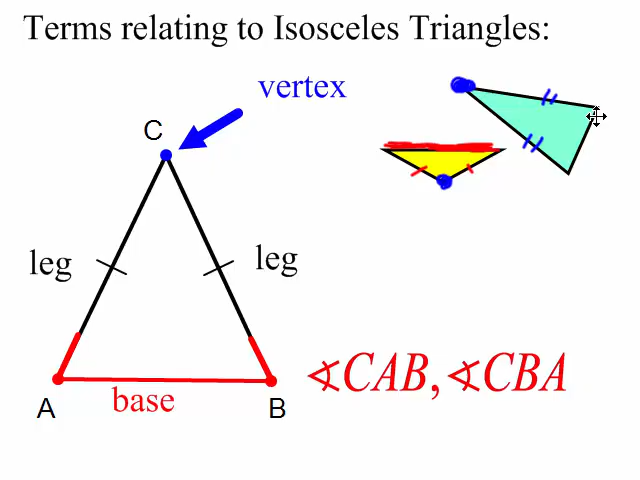 Terms relating to Isosceles Triangles:
vertex
C
leg
leg
∢CAB, ∢CBA
base
A
B